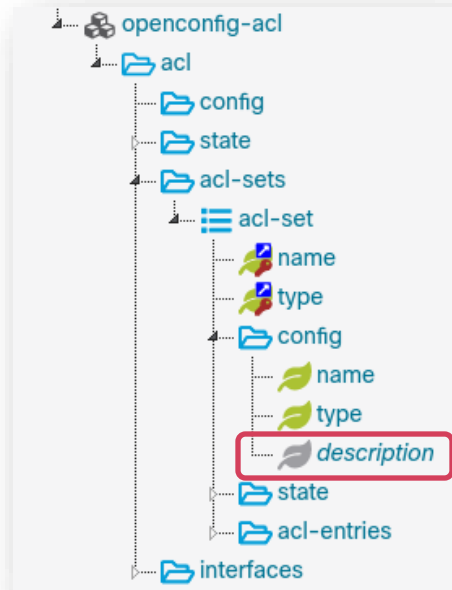 openconfig-acl
acl
config
state
acl-sets
acl-set
name
type
config
name
type
description
state
acl-entries
interfaces